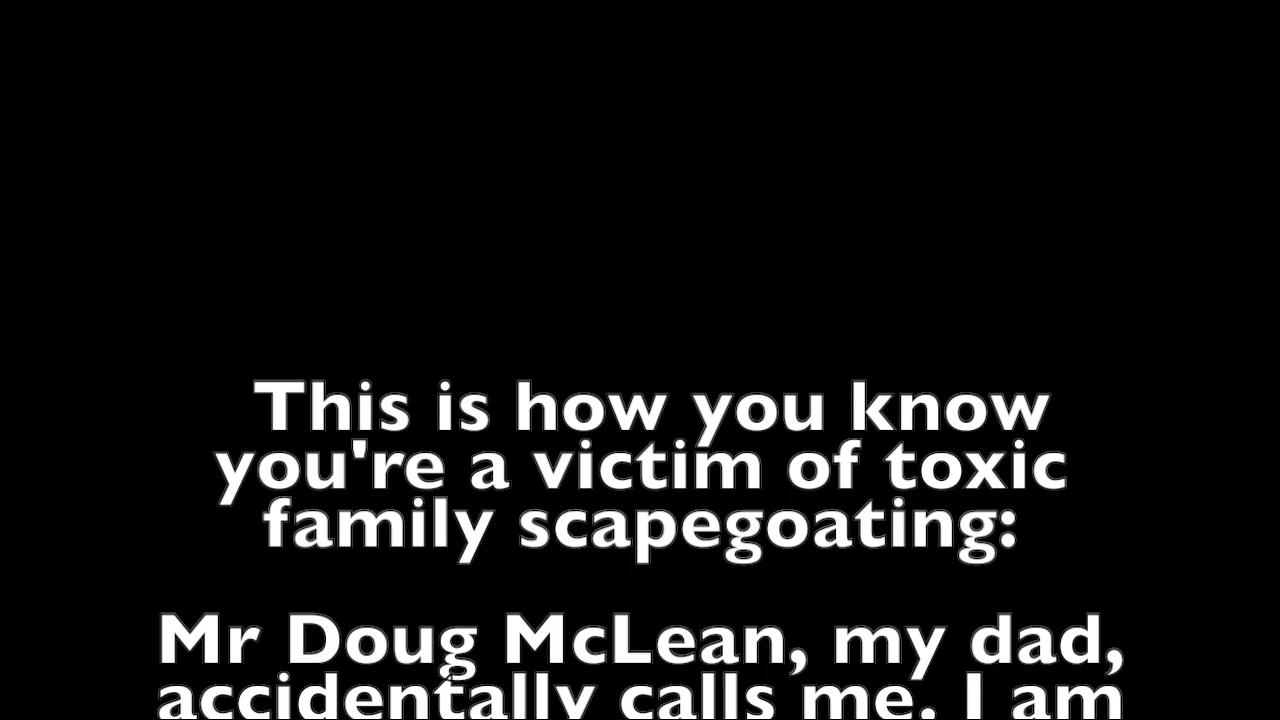 This is how you know
you're a victim of toxic
family scapegoating:
Mr Doug McLean, my dad,
accidentally calls me. I am